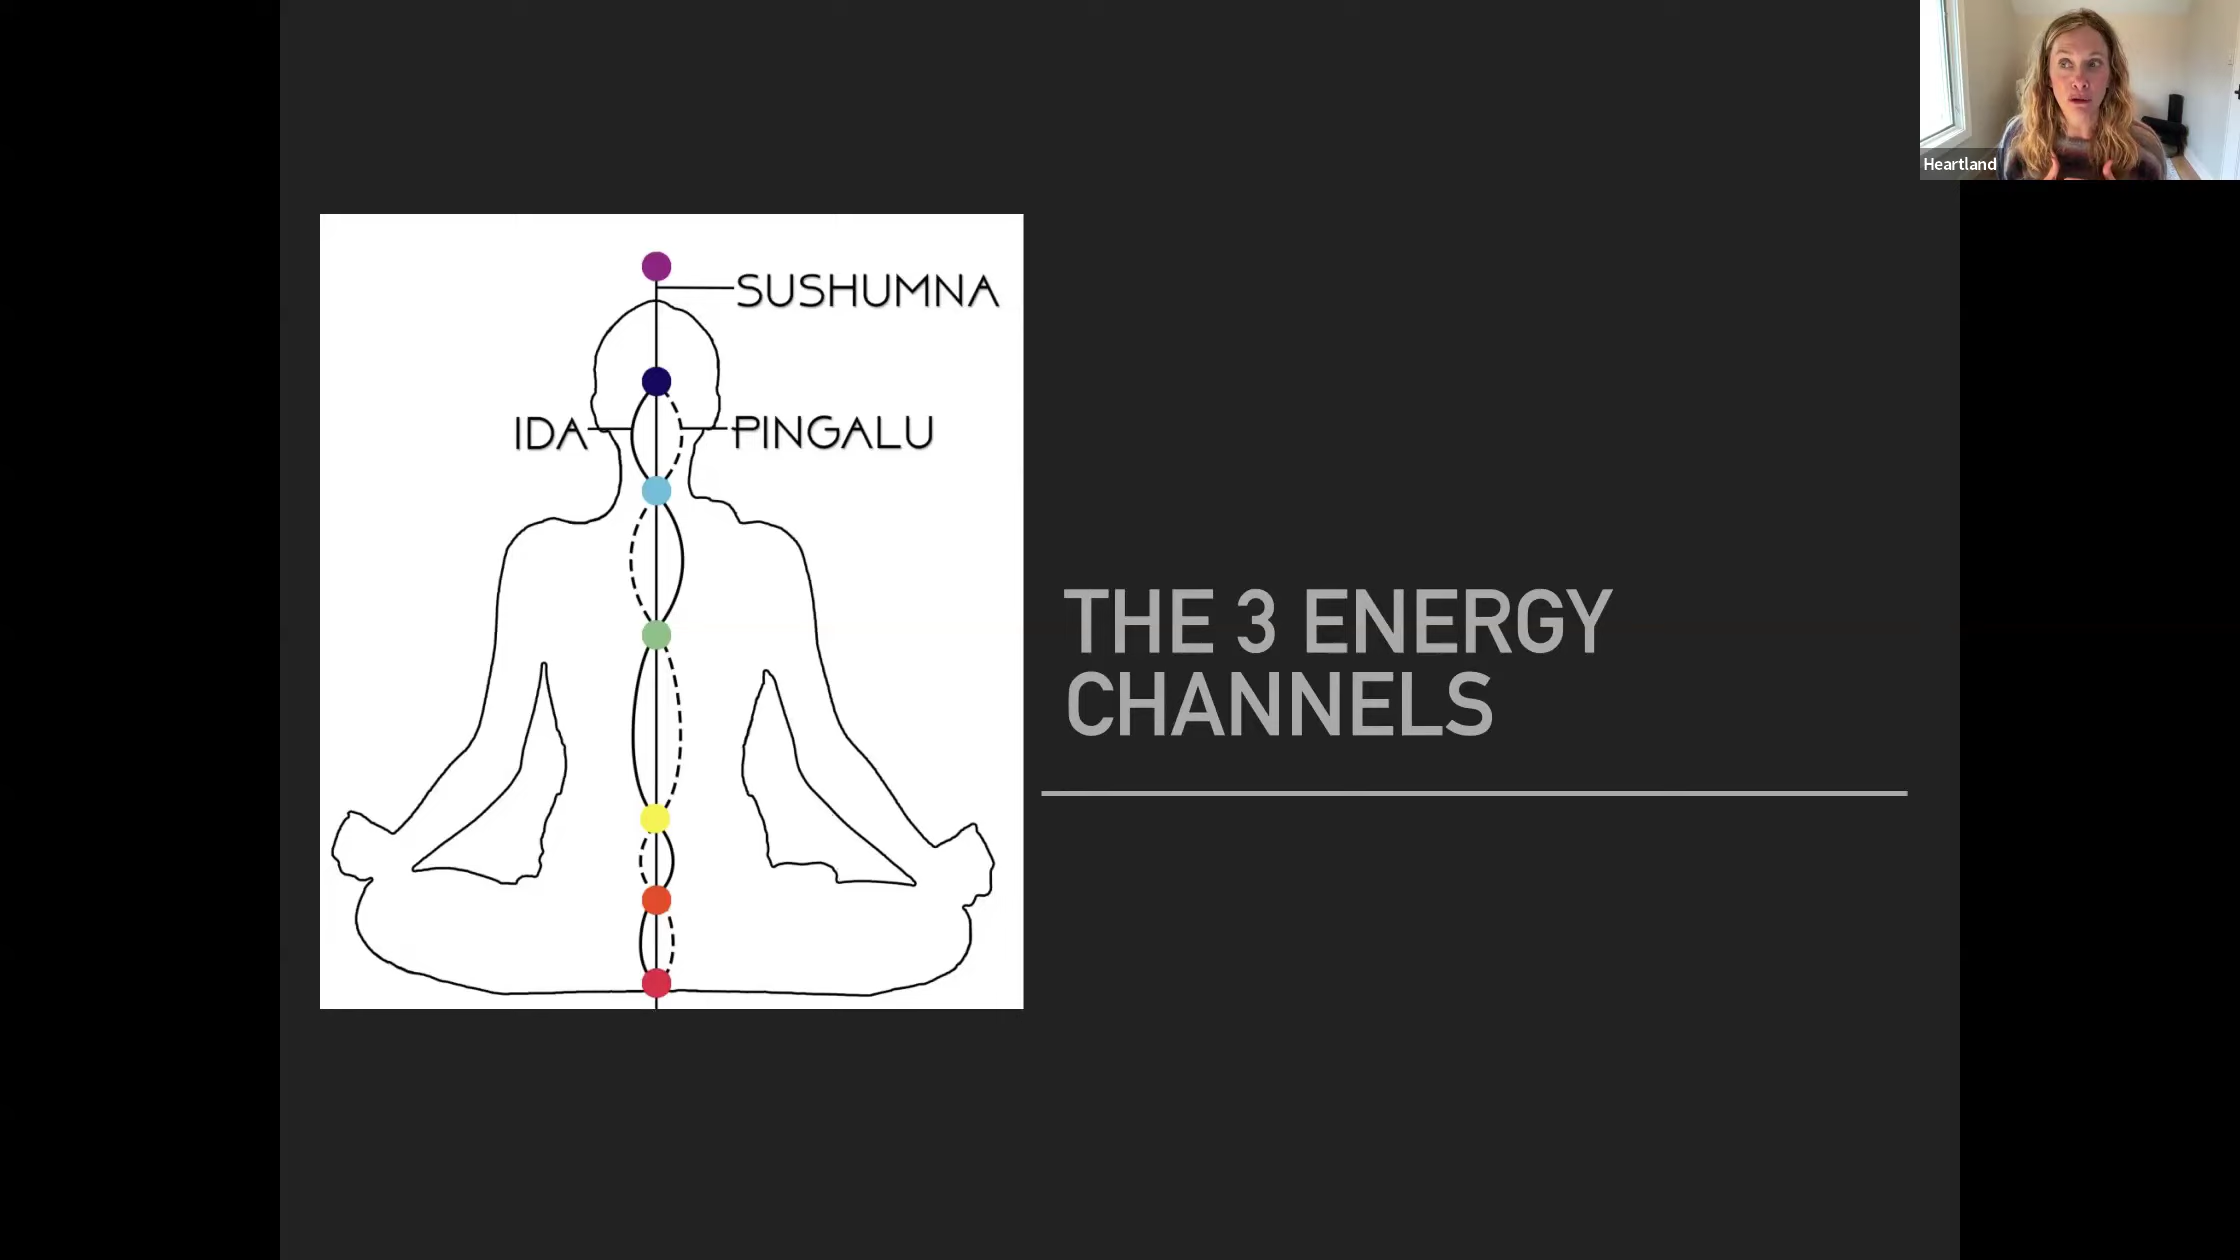 Heartland
SUSHUMNA
IDA
PINGALU
THE 3 ENERGY
CHANNELS